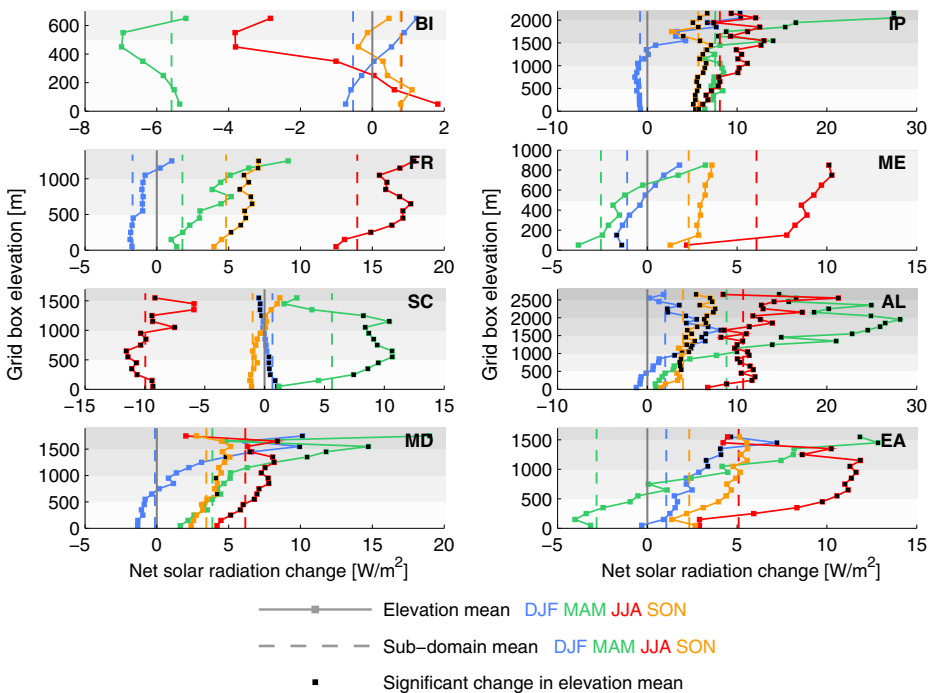 BI
600
400
200
0
−8 −6 −4 −2 0 2
IP
2000
1500
1000
500
0
−10 0 10 20 30
FR
1000
500
0
−5 0 5 10 15 20
ME
1000
800
600
400
200
0
−10 −5 0 5 10 15
SC
1500
1000
500
0
−15 −10 −5 0 5 10 15
AL
2500
2000
1500
1000
500
0
−10 0 10 20 30
MD
1500
1000
500
0
−5 0 5 10 15 20
EA
1500
1000
500
0
−5 0 5 10 15
Grid box elevation [m]
Grid box elevation [m]
Net solar radiation change [W/m²]
Net solar radiation change [W/m²]
Elevation mean DJF MAM JJA SON
Sub−domain mean DJF MAM JJA SON
Significant change in elevation mean